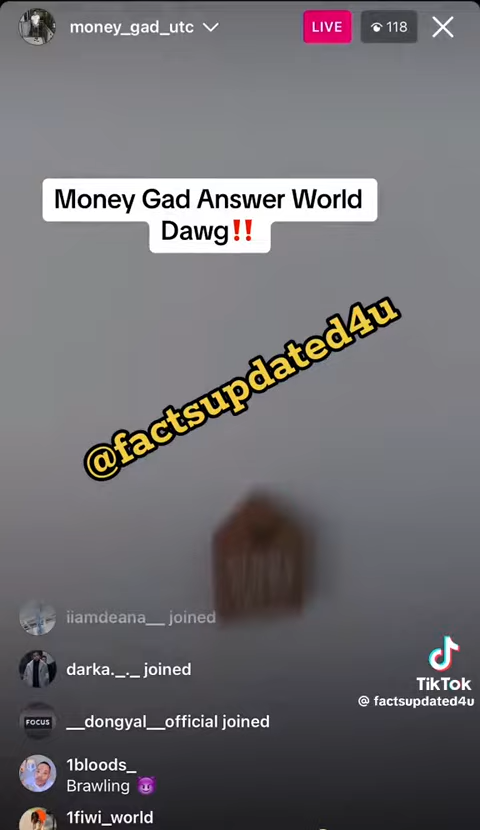 money_gad_utc
LIVE
118
Money Gad Answer World
Dawg‼️
@factsupdated4u
iiamdeana__ joined
darka._._ joined
FOCUS
__dongyal__official joined
1bloods_
Brawling 😈
1fiwi_world
TikTok
@ factsupdated4u